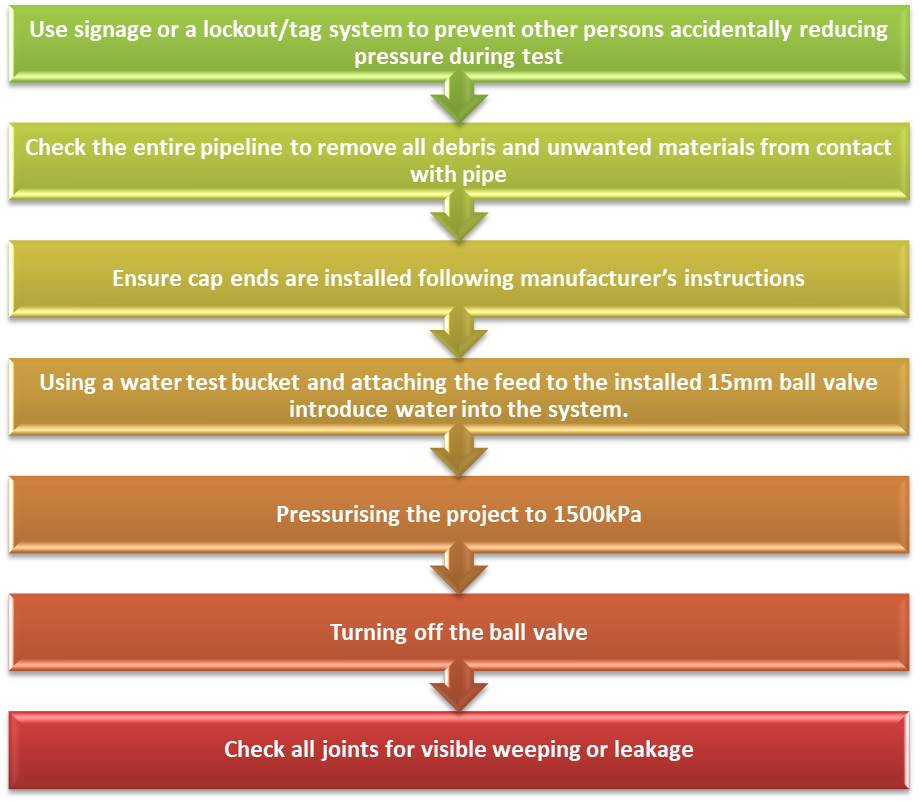 Use signage or a lockout/tag system to prevent other persons accidentally reducing
pressure during test
Check the entire pipeline to remove all debris and unwanted materials from contact
with pipe
Ensure cap ends are installed following manufacturer’s instructions
Using a water test bucket and attaching the feed to the installed 15mm ball valve
introduce water into the system.
Pressurising the project to 1500kPa
Turning off the ball valve
Check all joints for visible weeping or leakage